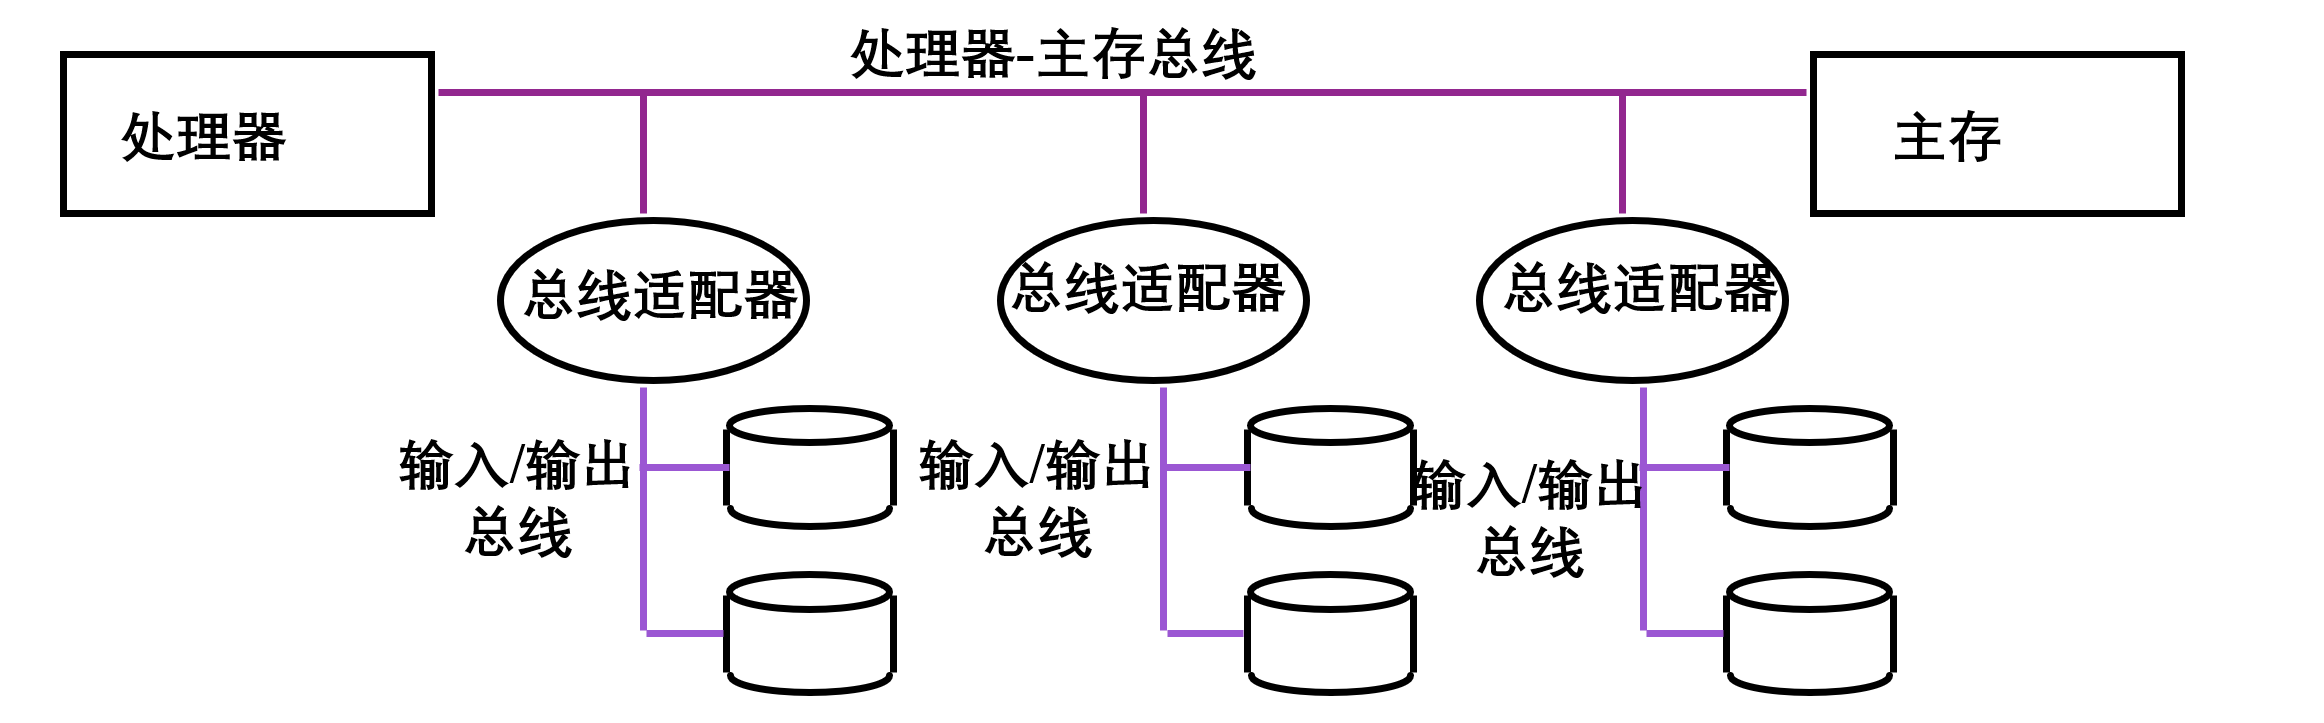 处理器-主存总线
处理器
主存
总线适配器
总线适配器
总线适配器
输入/输出
总线
输入/输出
总线
输入/输出
总线